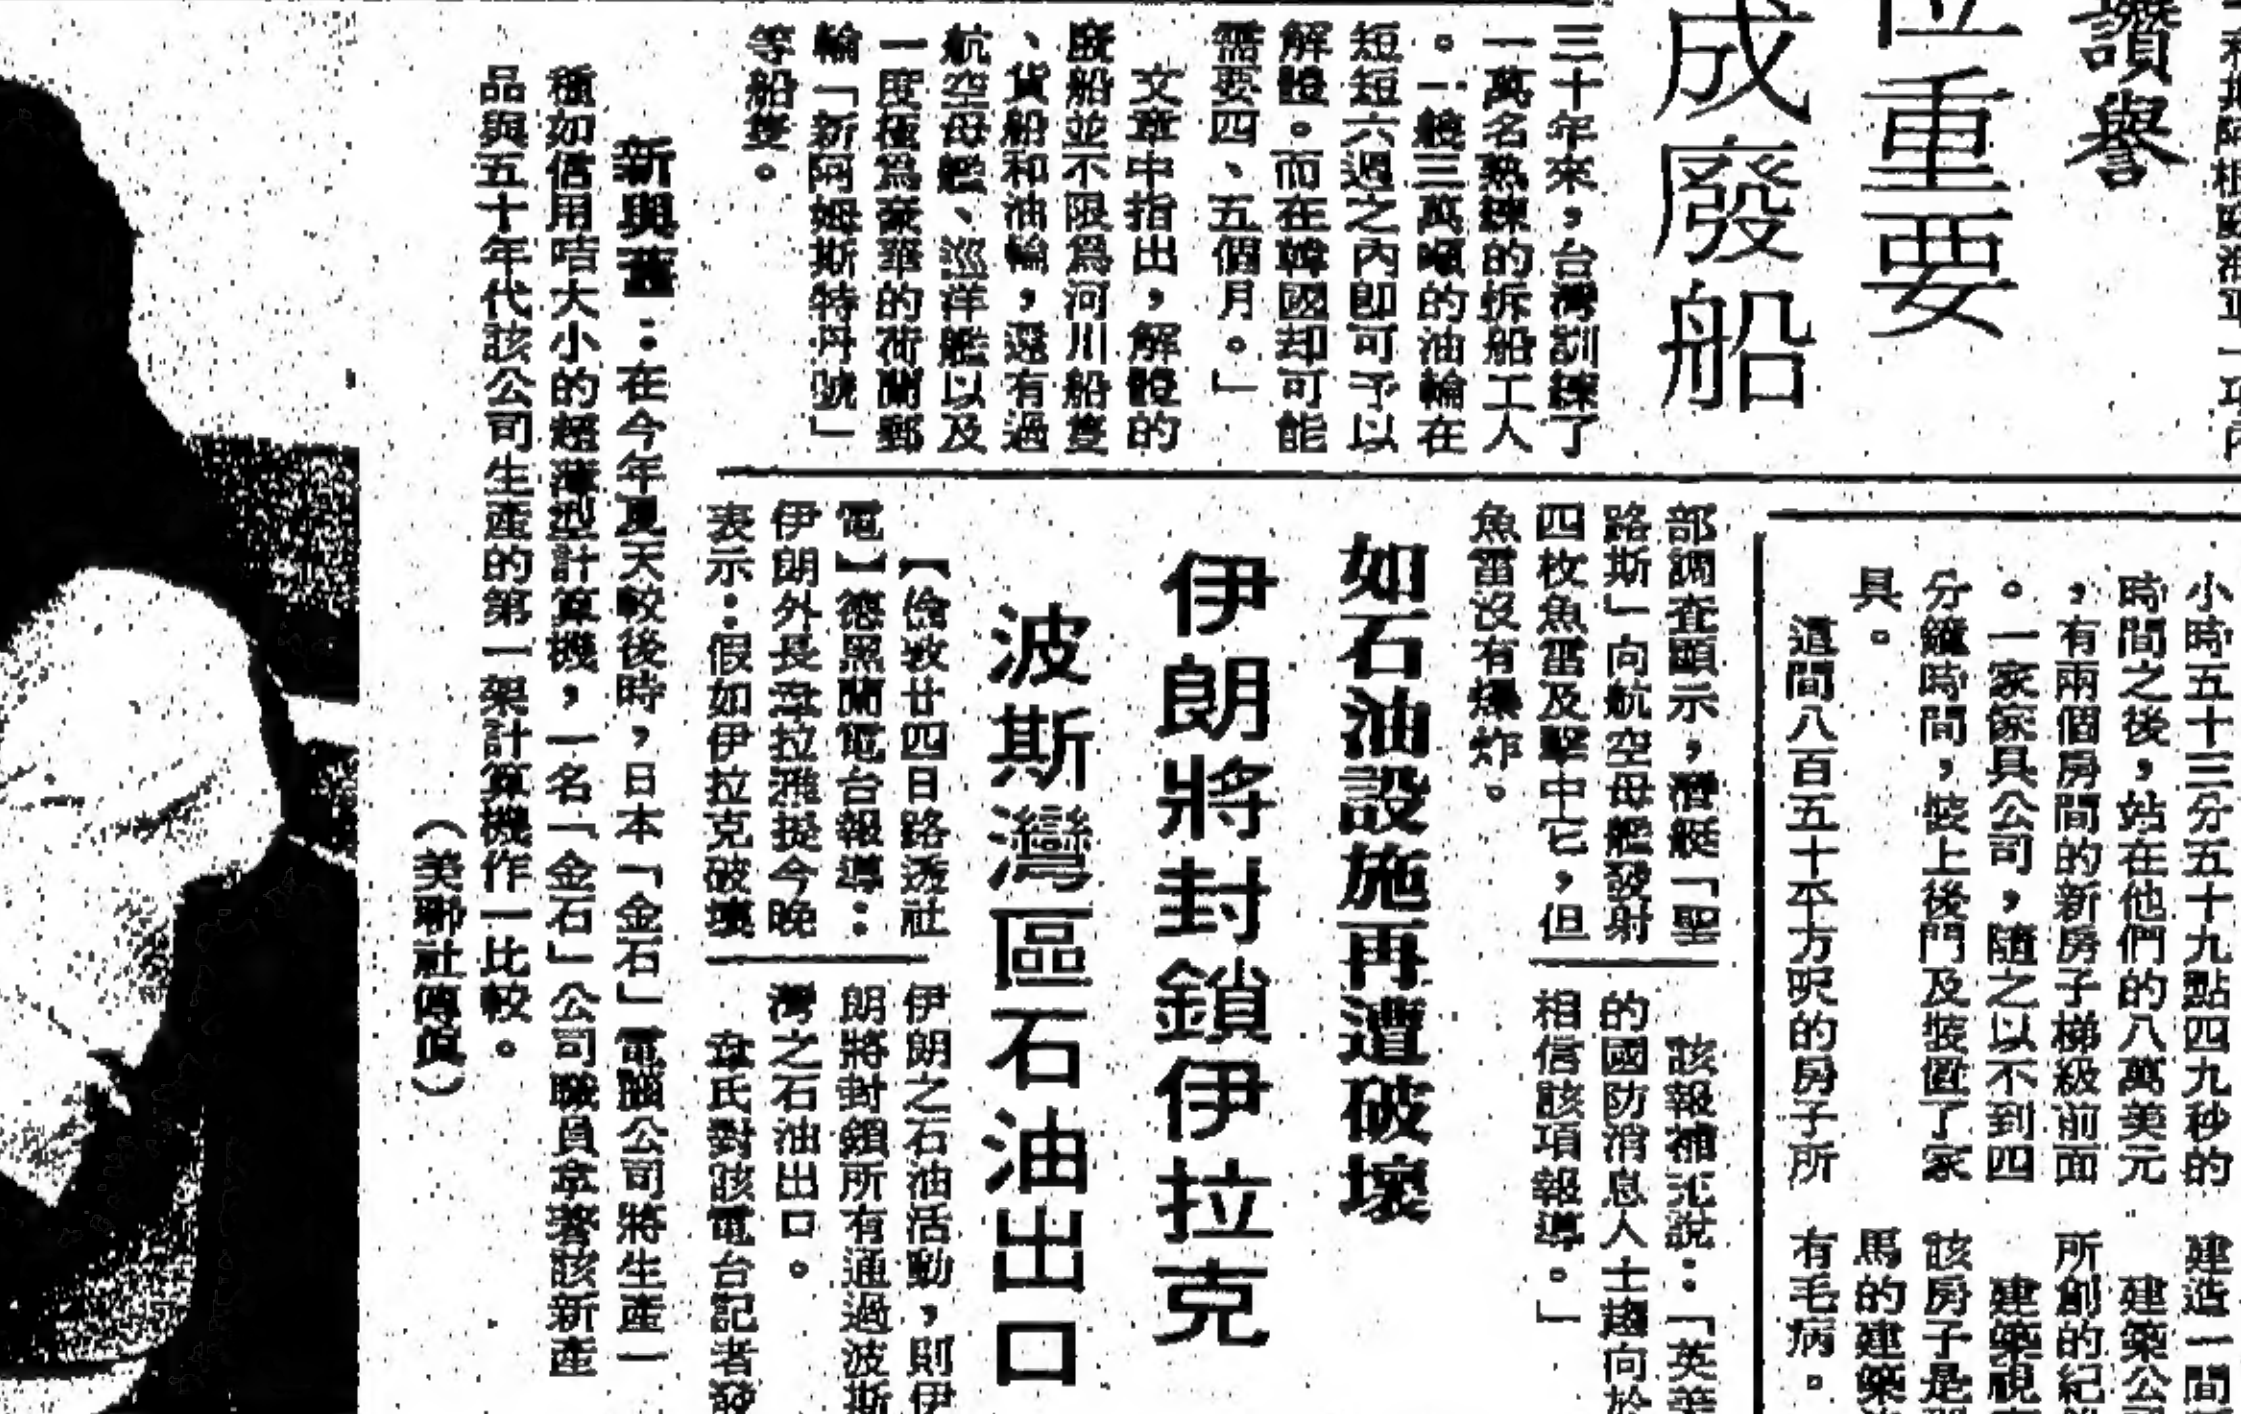 讚譽
位重要
成廢船
三十年來，台灣訓練了
一萬名熟練的拆船工人
。一艘三萬噸的油輪在
短短六週之內卽可予以
解體。而在韓國却可能
需要四、五個月。」
文章中指出，解體的
廢船並不限爲河川船隻
、貨船和油輪，還有過
航空母艦、巡洋艦以及
一度極爲豪華的荷蘭郵
輪「新阿姆斯特丹號」
等船隻。
小時五十三分五十九點四九秒的
時間之後，站在他們的八萬美元
，有兩個房間的新房子梯級前面
。一家傢具公司，隨之以不到四
分鐘時間，裝上後門及裝置了家
具。
這間八百五十平方呎的房子所
建造一間
建築公
所創的紀
建築
該房子是
馬的建築
有毛病。
部調査顯示，潛艇「聖
路斯」向航空母艦發射
四枚魚雷及擊中它，但
魚雷沒有爆炸。
該報補充說：「英美
的國防消息人士趨向於
相信該項報導。」
如石油設施再遭破壞
伊朗將封鎖伊拉克
波斯灣區石油出口
【倫敦廿四日路透社
電】德黑蘭電台報導：
伊朗外長韋拉雅提今晚
表示：假如伊拉克破壞
伊朗之石油活動，則伊
朗將封鎖所有通過波斯
灣之石油出口。
韋氏對該電台記者發
新與舊：在今年夏天較後時，日本「金石」電腦公司將生產一
種如信用咭大小的超薄型計算機，一名「金石」公司職員拿著該新產
品與五十年代該公司生產的第一架計算機作一比較。
（美聯社傳真）